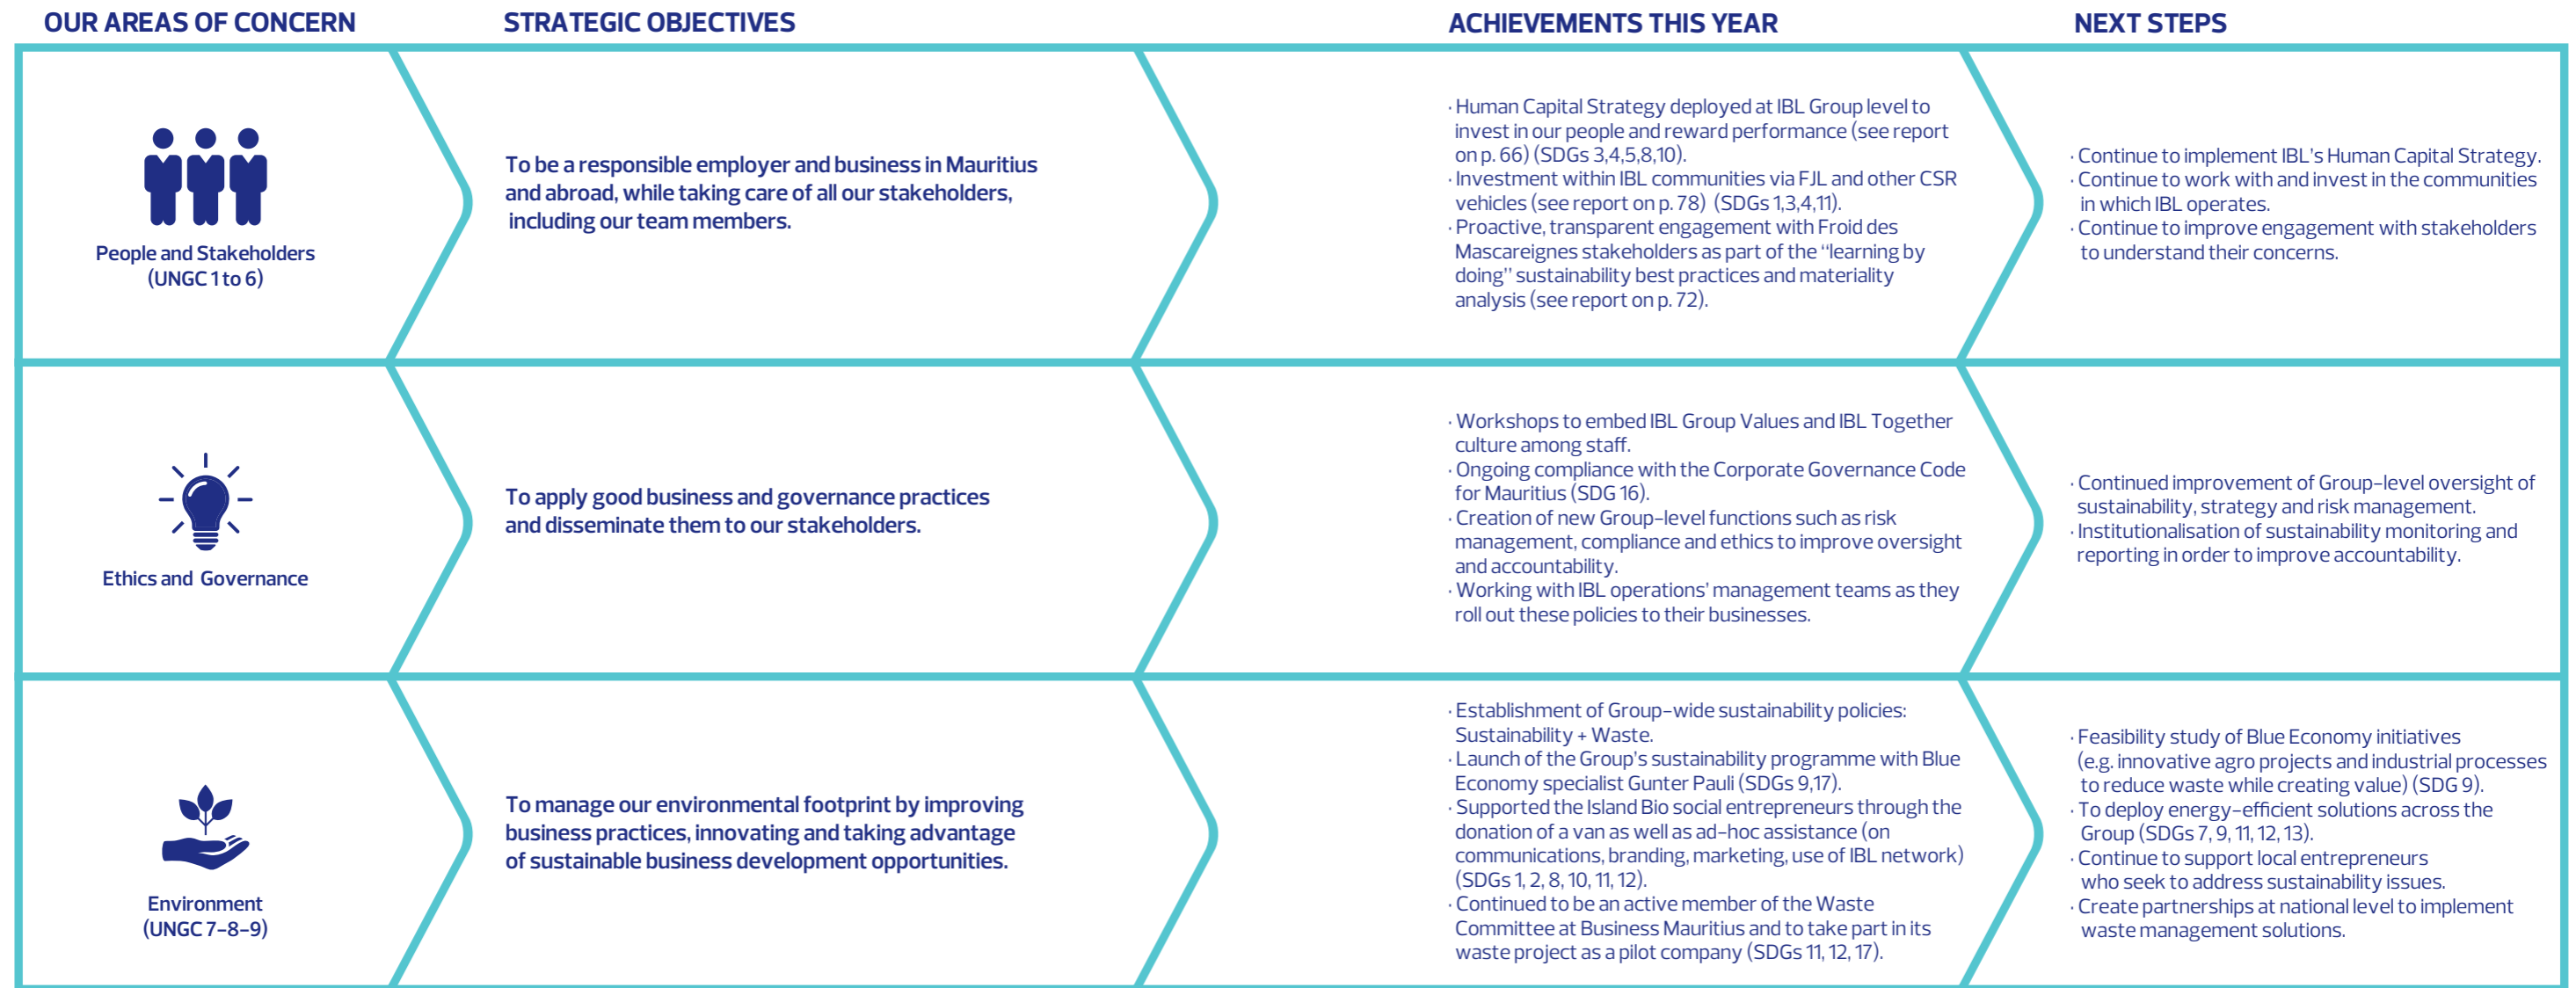 OUR AREAS OF CONCERN
STRATEGIC OBJECTIVES
ACHIEVEMENTS THIS YEAR
NEXT STEPS
People and Stakeholders
(UNGC 1 to 6)
To be a responsible employer and business in Mauritius
and abroad, while taking care of all our stakeholders,
including our team members.
· Human Capital Strategy deployed at IBL Group level to
invest in our people and reward performance (see report
on p. 66) (SDGs 3,4,5,8,10).
· Investment within IBL communities via FJL and other CSR
vehicles (see report on p. 78) (SDGs 1,3,4,11).
· Proactive, transparent engagement with Froid des
Mascareignes stakeholders as part of the “learning by
doing” sustainability best practices and materiality
analysis (see report on p. 72).
· Continue to implement IBL's Human Capital Strategy.
· Continue to work with and invest in the communities
in which IBL operates.
· Continue to improve engagement with stakeholders
to understand their concerns.
Ethics and Governance
To apply good business and governance practices
and disseminate them to our stakeholders.
· Workshops to embed IBL Group Values and IBL Together
culture among staff.
· Ongoing compliance with the Corporate Governance Code
for Mauritius (SDG 16).
· Creation of new Group-level functions such as risk
management, compliance and ethics to improve oversight
and accountability.
· Working with IBL operations' management teams as they
roll out these policies to their businesses.
· Continued improvement of Group-level oversight of
sustainability, strategy and risk management.
· Institutionalisation of sustainability monitoring and
reporting in order to improve accountability.
Environment
(UNGC 7-8-9)
To manage our environmental footprint by improving
business practices, innovating and taking advantage
of sustainable business development opportunities.
· Establishment of Group-wide sustainability policies:
Sustainability + Waste.
· Launch of the Group's sustainability programme with Blue
Economy specialist Gunter Pauli (SDGs 9,17).
· Supported the Island Bio social entrepreneurs through the
donation of a van as well as ad-hoc assistance (on
communications, branding, marketing, use of IBL network)
(SDGs 1, 2, 8, 10, 11, 12).
· Continued to be an active member of the Waste
Committee at Business Mauritius and to take part in its
waste project as a pilot company (SDGs 11, 12, 17).
· Feasibility study of Blue Economy initiatives
(e.g. innovative agro projects and industrial processes
to reduce waste while creating value) (SDG 9).
· To deploy energy-efficient solutions across the
Group (SDGs 7, 9, 11, 12, 13).
· Continue to support local entrepreneurs
who seek to address sustainability issues.
· Create partnerships at national level to implement
waste management solutions.